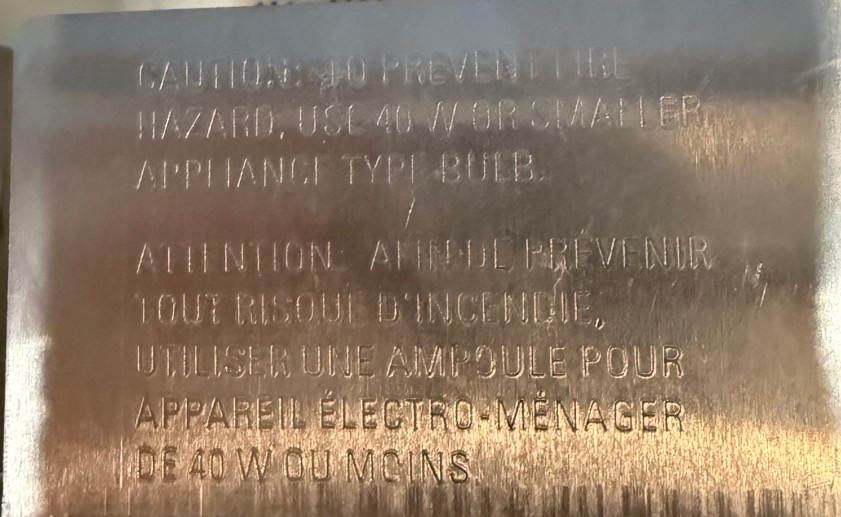 CAUTION: TO PREVENT FIRE
HAZARD, USE 40 W OR SMALLER
APPLIANCE TYPE BULB.
ATTENTION: AFIN DE PRÉVENIR
TOUT RISQUE D'INCENDIE,
UTILISER UNE AMPOULE POUR
APPAREIL ÉLECTRO-MÉNAGER
DE 40 W OU MOINS.